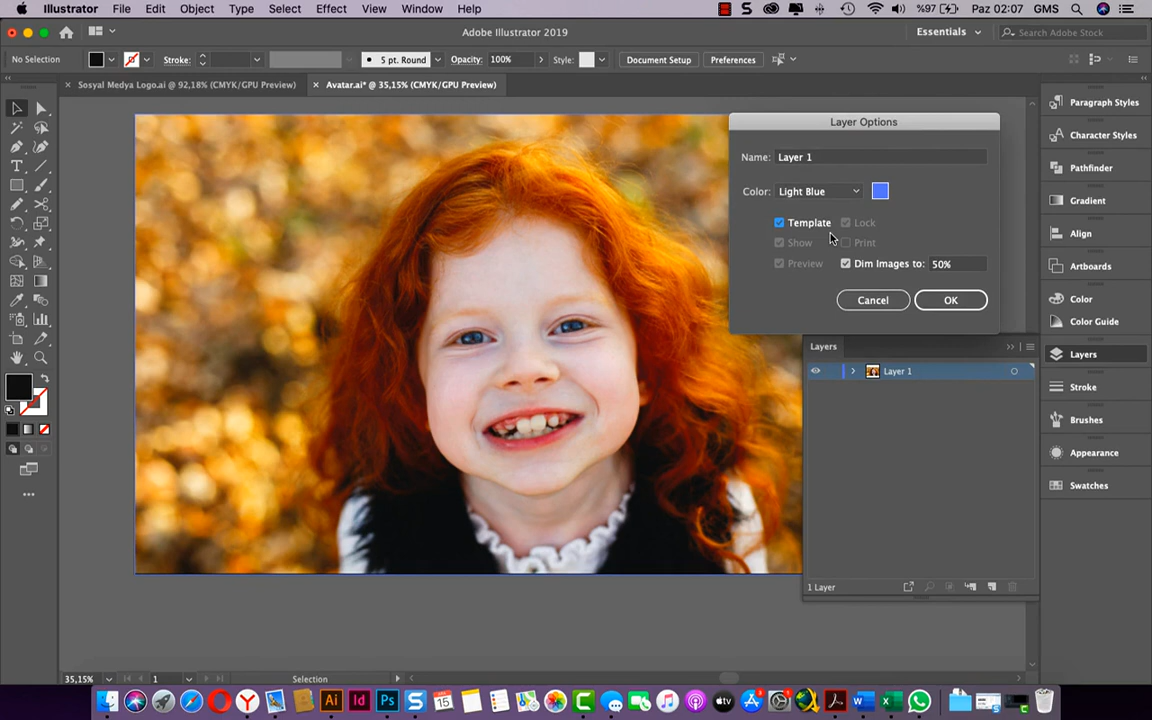 Illustrator File Edit Object Type Select Effect View Window Help %97 Paz 02:07 GMS
Adobe Illustrator 2019 Essentials Search Adobe Stock
No Selection Stroke: 5 pt. Round Opacity: 100% Style: Document Setup Preferences
Sosyal Medya Logo.ai @ 92,18% (CMYK/GPU Preview) Avatar.ai* @ 35,15% (CMYK/GPU Preview)
Layer Options
Name: Layer 1
Color: Light Blue
Template Lock
Show Print
Preview Dim Images to: 50%
Cancel OK
Layers
Layer 1
1 Layer
Paragraph Styles
Character Styles
Pathfinder
Gradient
Align
Artboards
Color
Color Guide
Layers
Stroke
Brushes
Appearance
Swatches
35,15% 1 Selection